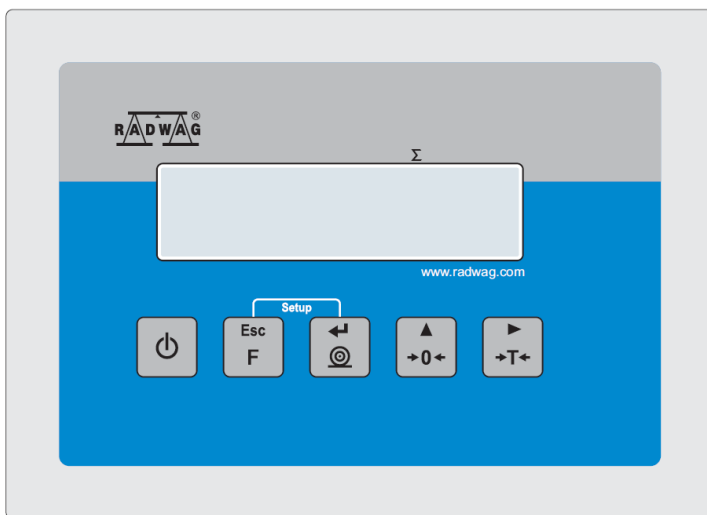 RADWAG®
Σ
www.radwag.com
Setup
Esc
F
→0←
→T←